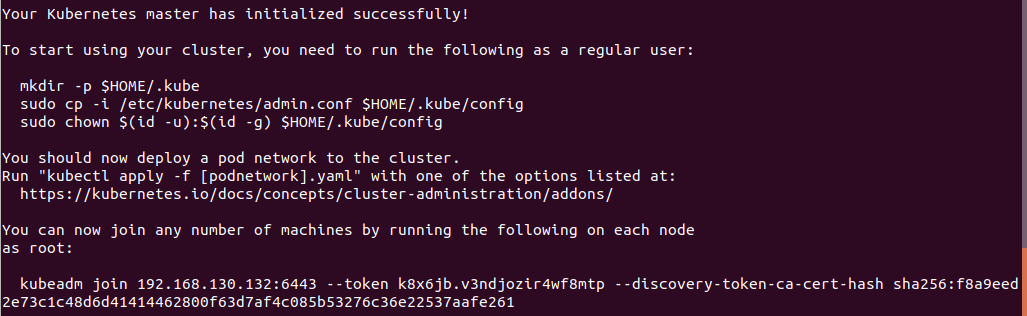 Your Kubernetes master has initialized successfully!
To start using your cluster, you need to run the following as a regular user:
mkdir -p $HOME/.kube
sudo cp -i /etc/kubernetes/admin.conf $HOME/.kube/config
sudo chown $(id -u):$(id -g) $HOME/.kube/config
You should now deploy a pod network to the cluster.
Run "kubectl apply -f [podnetwork].yaml" with one of the options listed at:
https://kubernetes.io/docs/concepts/cluster-administration/addons/
You can now join any number of machines by running the following on each node
as root:
kubeadm join 192.168.130.132:6443 --token k8x6jb.v3ndjozir4wf8mtp --discovery-token-ca-cert-hash sha256:f8a9eed
2e73c1c48d6d41414462800f63d7af4c085b53276c36e22537aafe261